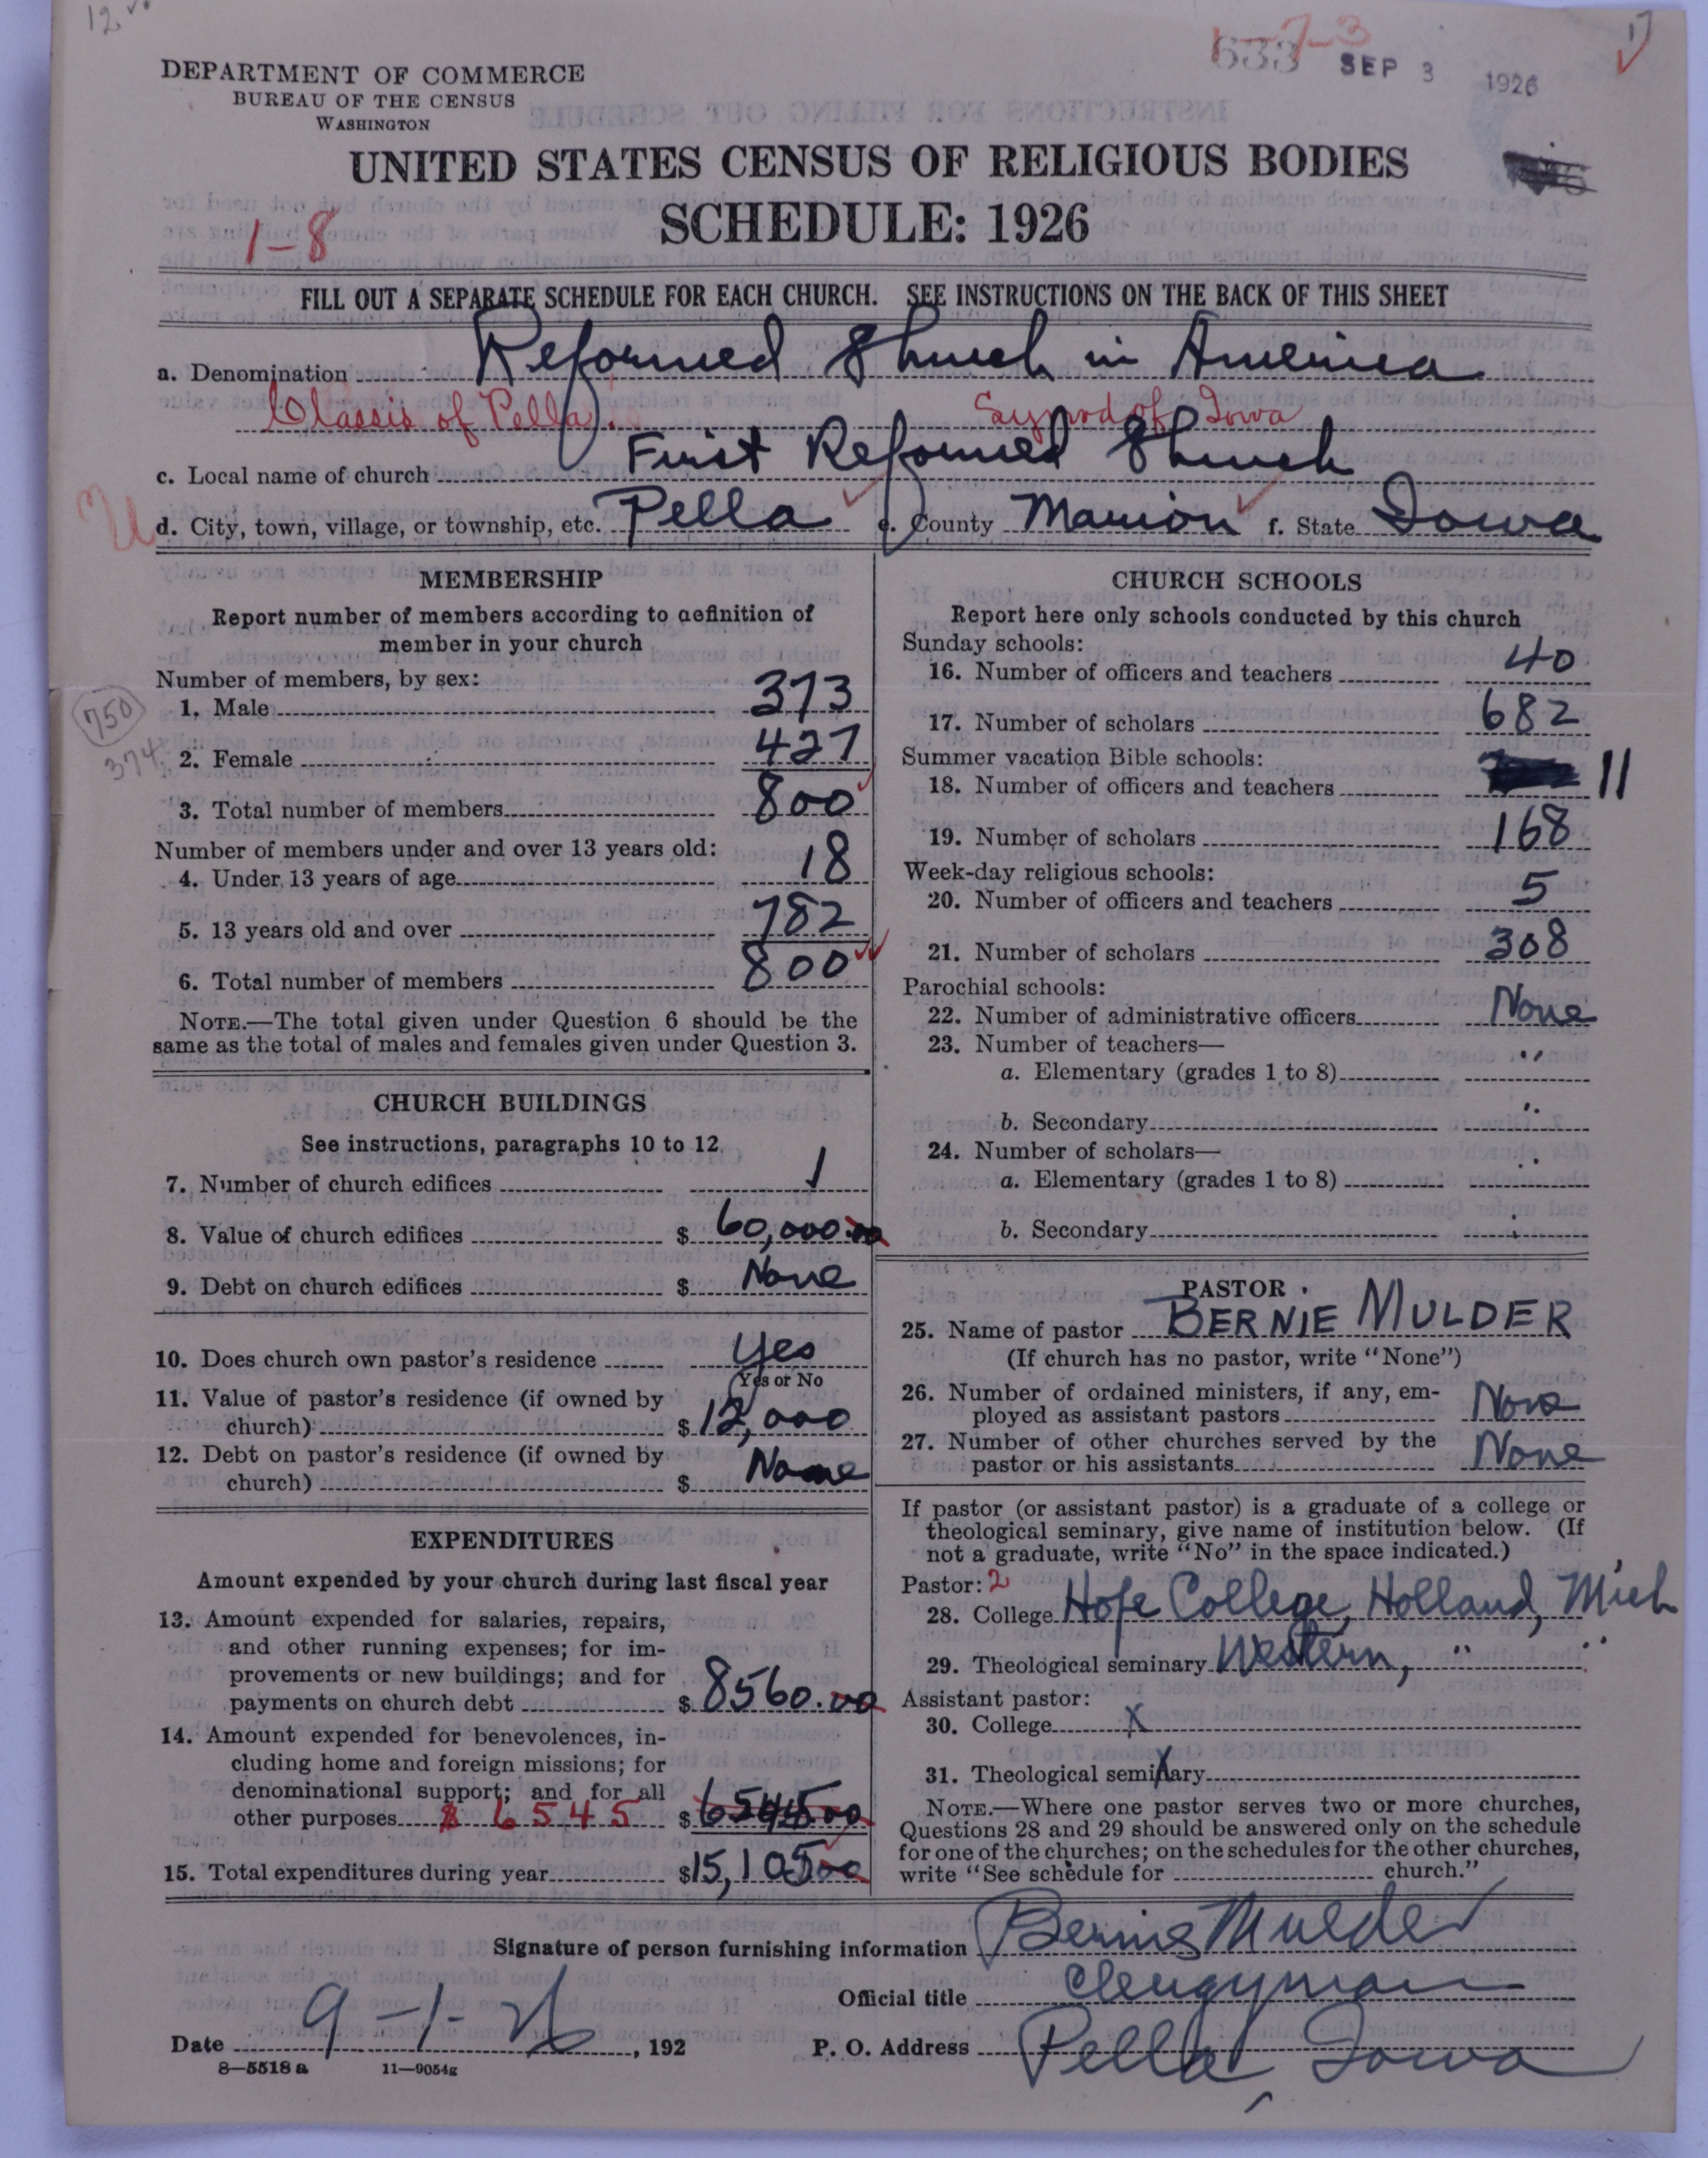 12.00
633 1-7-3 SEP 3 1926
DEPARTMENT OF COMMERCE
BUREAU OF THE CENSUS
WASHINGTON
UNITED STATES CENSUS OF RELIGIOUS BODIES
SCHEDULE: 1926
1-8
FILL OUT A SEPARATE SCHEDULE FOR EACH CHURCH. SEE INSTRUCTIONS ON THE BACK OF THIS SHEET
a. Denomination Reformed Church in America
Classis of Pella. Synod of Iowa
c. Local name of church First Reformed Church
d. City, town, village, or township, etc. Pella e. County Marion f. State Iowa
MEMBERSHIP
Report number of members according to definition of
member in your church
Number of members, by sex:
1. Male 373
750
374
2. Female 427
3. Total number of members 800
Number of members under and over 13 years old:
4. Under 13 years of age 18
5. 13 years old and over 782
6. Total number of members 800
NOTE.—The total given under Question 6 should be the
same as the total of males and females given under Question 3.
CHURCH BUILDINGS
See instructions, paragraphs 10 to 12
7. Number of church edifices 1
8. Value of church edifices $ 60,000.00
9. Debt on church edifices $ None
10. Does church own pastor's residence Yes
(Yes or No
11. Value of pastor's residence (if owned by
church) $ 12,000
12. Debt on pastor's residence (if owned by
church) $ None
EXPENDITURES
Amount expended by your church during last fiscal year
13. Amount expended for salaries, repairs,
and other running expenses; for im-
provements or new buildings; and for
payments on church debt $ 8560.00
14. Amount expended for benevolences, in-
cluding home and foreign missions; for
denominational support; and for all
other purposes $ 6545 $ 6545.00
15. Total expenditures during year $ 15,105.00
CHURCH SCHOOLS
Report here only schools conducted by this church
Sunday schools:
16. Number of officers and teachers 40
17. Number of scholars 682
Summer vacation Bible schools:
18. Number of officers and teachers 11
19. Number of scholars 168
Week-day religious schools:
20. Number of officers and teachers 5
21. Number of scholars 308
Parochial schools:
22. Number of administrative officers None
23. Number of teachers—
a. Elementary (grades 1 to 8) "
b. Secondary "
24. Number of scholars—
a. Elementary (grades 1 to 8) "
b. Secondary "
PASTOR
25. Name of pastor BERNIE MULDER
(If church has no pastor, write "None")
26. Number of ordained ministers, if any, em-
ployed as assistant pastors None
27. Number of other churches served by the
pastor or his assistants None
If pastor (or assistant pastor) is a graduate of a college or
theological seminary, give name of institution below. (If
not a graduate, write "No" in the space indicated.)
Pastor: 2
28. College Hope College, Holland, Mich
29. Theological seminary Western, " "
Assistant pastor:
30. College X
31. Theological seminary X
NOTE.—Where one pastor serves two or more churches,
Questions 28 and 29 should be answered only on the schedule
for one of the churches; on the schedules for the other churches,
write "See schedule for church."
Signature of person furnishing information Bernie Mulder
Official title Clergyman
Date 9-1-26, 192 P. O. Address Pella, Iowa
8—5518 a 11—9054g